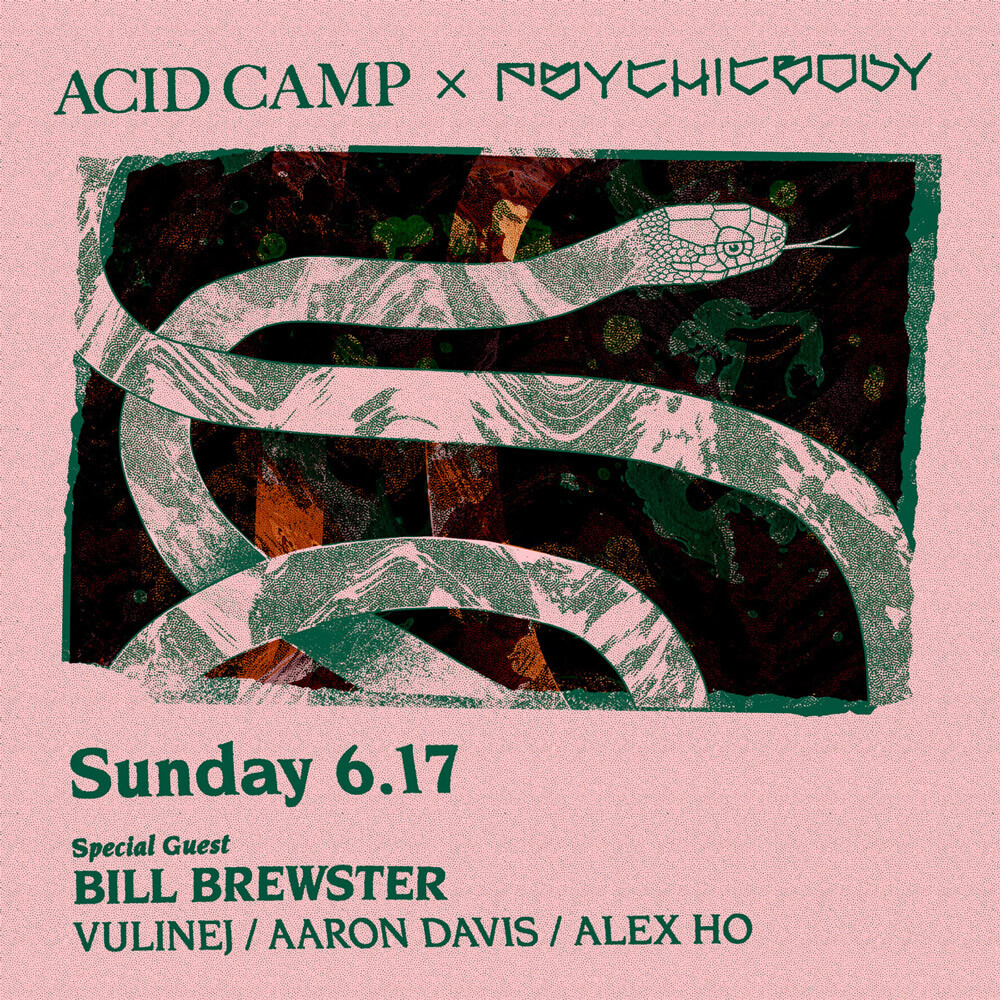 ACID CAMP x PSYCHICBODY
Sunday 6.17
Special Guest
BILL BREWSTER
VULINEJ / AARON DAVIS / ALEX HO